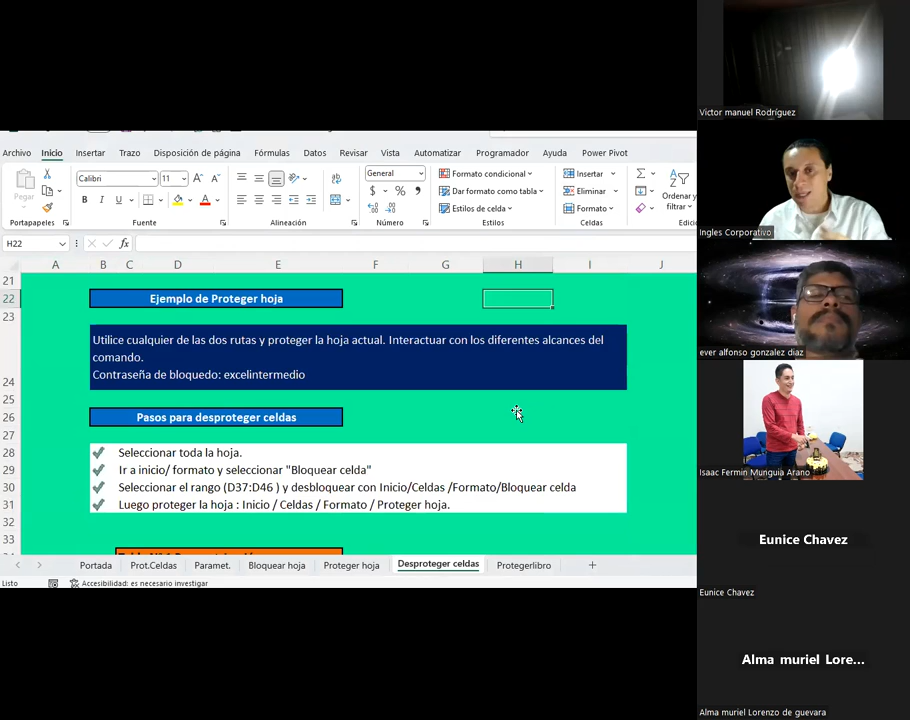 Archivo Inicio Insertar Trazo Disposición de página Fórmulas Datos Revisar Vista Automatizar Programador Ayuda Power Pivot
Pegar
Calibri 11
General
Formato condicional
Dar formato como tabla
Estilos de celda
Insertar
Eliminar
Formato
Ordenar y
filtrar
Portapapeles Fuente Alineación Número Estilos Celdas
H22 fx
A B C D E F G H I J
21
22 Ejemplo de Proteger hoja
23
Utilice cualquier de las dos rutas y proteger la hoja actual. Interactuar con los diferentes alcances del
comando.
24 Contraseña de bloquedo: excelintermedio
25
26 Pasos para desproteger celdas
27
28 Seleccionar toda la hoja.
29 Ir a inicio/ formato y seleccionar "Bloquear celda"
30 Seleccionar el rango (D37:D46 ) y desbloquear con Inicio/Celdas /Formato/Bloquear celda
31 Luego proteger la hoja : Inicio / Celdas / Formato / Proteger hoja.
32
33
Portada Prot.Celdas Paramet. Bloquear hoja Proteger hoja Desproteger celdas Protegerlibro
Listo Accesibilidad: es necesario investigar
Victor manuel Rodríguez
Ingles Corporativo
ever alfonso gonzalez diaz
Isaac Fermin Munguia Arano
Eunice Chavez
Eunice Chavez
Alma muriel Lore...
Alma muriel Lorenzo de guevara